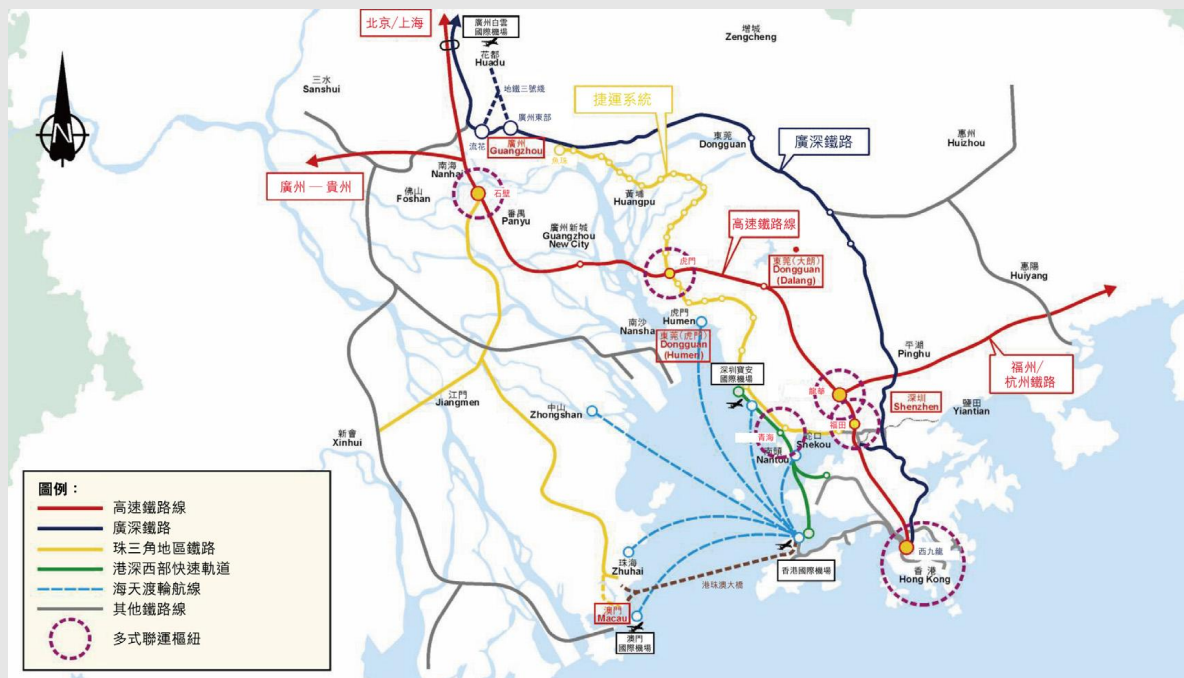 北京/上海
廣州白雲
國際機場
花都
Huadu
增城
Zengcheng
三水
Sanshui
地鐵三號綫
捷運系統
N
廣州東部
流花
廣州
Guangzhou
魚珠
東莞
Dongguan
廣深鐵路
惠州
Huizhou
南海
Nanhai
廣州 — 貴州
佛山
Foshan
石壁
番禺
Panyu
黃埔
Huangpu
廣州新城
Guangzhou
New City
高速鐵路線
虎門
東莞(大朗)
Dongguan
(Dalang)
惠陽
Huiyang
南沙
Nansha
虎門
Humen
東莞(虎門)
Dongguan
(Humen)
平湖
Pinghu
福州/
杭州鐵路
深圳寶安
國際機場
龍華
深圳
Shenzhen
鹽田
Yiantian
江門
Jiangmen
中山
Zhongshan
福田
青海
蛇口
Shekou
南頭
Nantou
新會
Xinhui
圖例：
高速鐵路線
廣深鐵路
珠三角地區鐵路
港深西部快速軌道
海天渡輪航線
其他鐵路線
多式聯運樞紐
珠海
Zhuhai
港珠澳大橋
香港國際機場
西九龍
香港
Hong Kong
澳門
Macau
澳門
國際機場